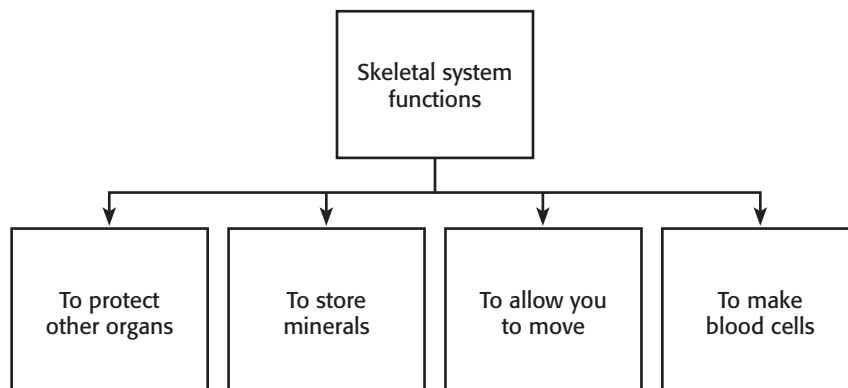 Skeletal system
functions
To protect
other organs
To store
minerals
To allow you
to move
To make
blood cells